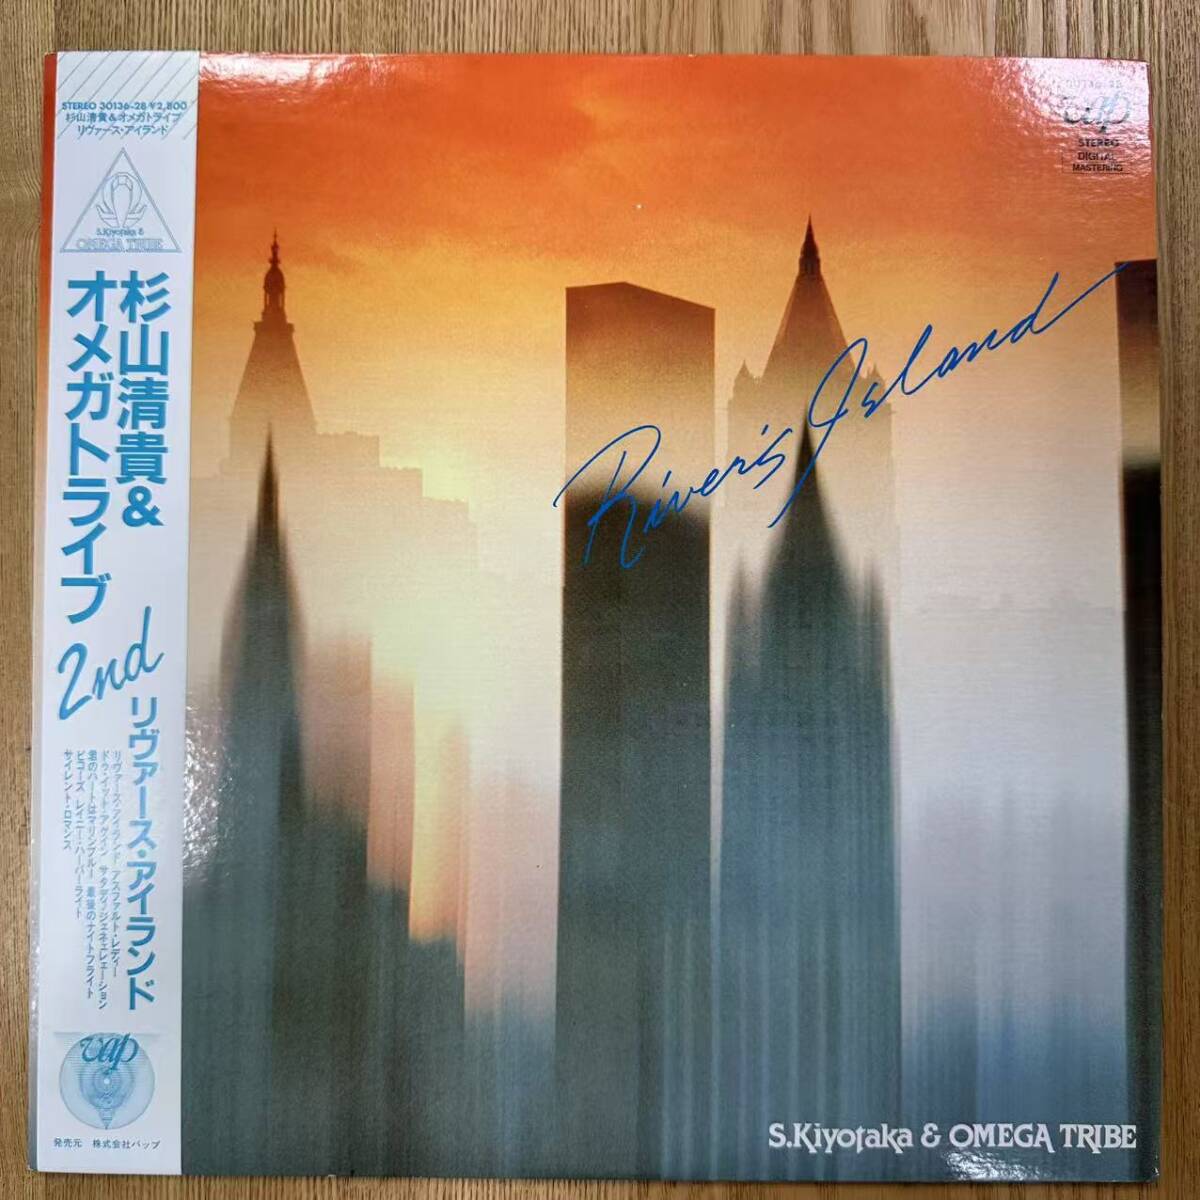 STEREO 30136-28 ¥2,800
杉山清貴&オメガトライブ
リヴァース・アイランド
S.Kiyotaka &
OMEGA TRIBE
杉山清貴&
オメガトライブ
2nd
リヴァース・アイランド
リヴァース・アイランド アスファルト・レディー
ドゥ・イット・アゲイン サタデイ・ジェネェレェーション
君のハートはマリンブルー 最後のナイトフライト
ビコーズ レイニー・ハーバーライト
サイレント・ロマンス
vap
発売元 株式会社バップ
30136-28
vap
STEREO
DIGITAL
MASTERING
River's Island
S.Kiyotaka & OMEGA TRIBE